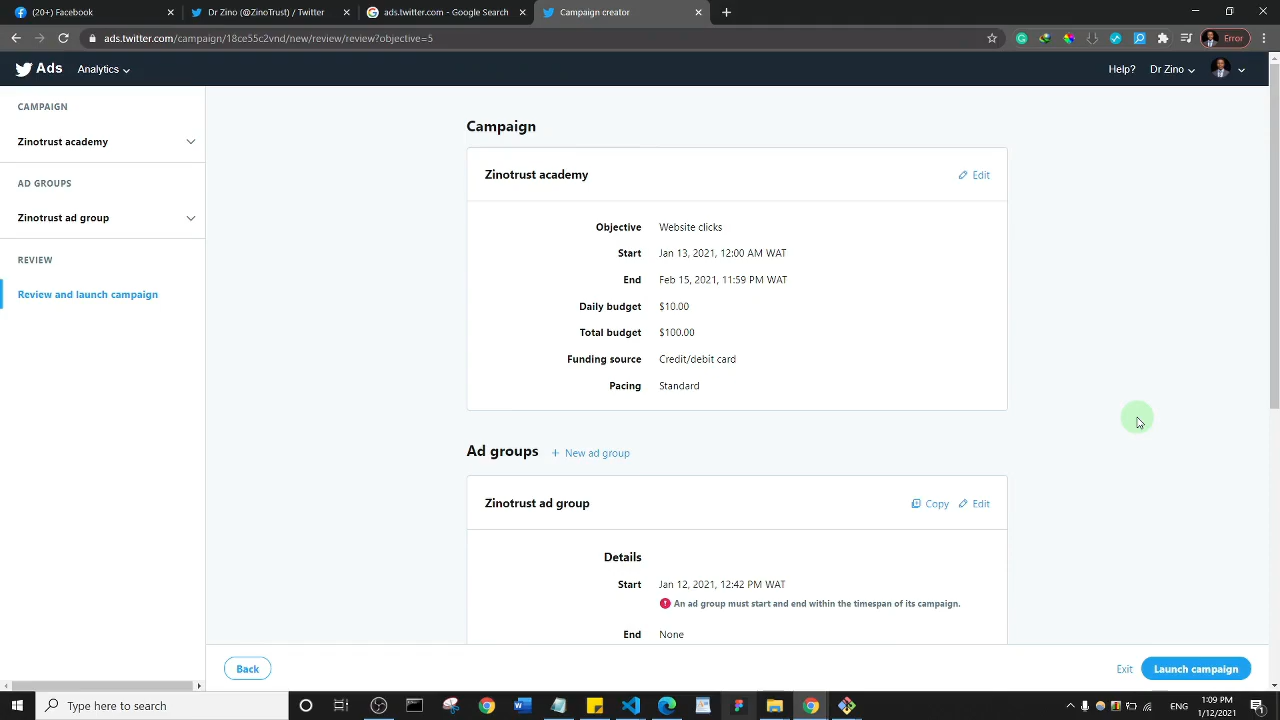 (20+) Facebook
Dr Zino (@ZinoTrust) / Twitter
ads.twitter.com - Google Search
Campaign creator
ads.twitter.com/campaign/18ce55c2vnd/new/review/review?objective=5
Error
Ads
Analytics
Help?
Dr Zino
CAMPAIGN
Zinotrust academy
AD GROUPS
Zinotrust ad group
REVIEW
Review and launch campaign
Campaign
Zinotrust academy
Edit
Objective Website clicks
Start Jan 13, 2021, 12:00 AM WAT
End Feb 15, 2021, 11:59 PM WAT
Daily budget $10.00
Total budget $100.00
Funding source Credit/debit card
Pacing Standard
Ad groups + New ad group
Zinotrust ad group
Copy Edit
Details
Start Jan 12, 2021, 12:42 PM WAT
An ad group must start and end within the timespan of its campaign.
End None
Back
Exit
Launch campaign
Type here to search
ENG
1:09 PM
1/12/2021